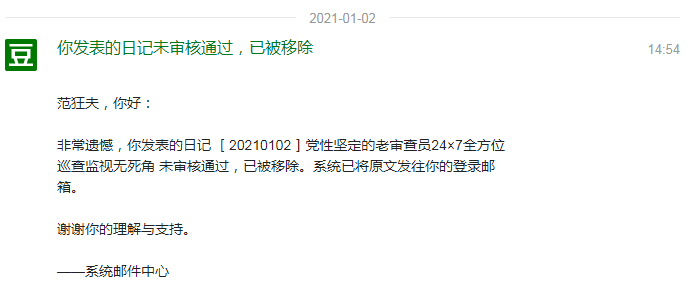 2021-01-02
豆
你发表的日记未审核通过，已被移除
14:54
范狂夫，你好：
非常遗憾，你发表的日记 [ 20210102 ] 党性坚定的老审查员24×7全方位
巡查监视无死角 未审核通过，已被移除。系统已将原文发往你的登录邮
箱。
谢谢你的理解与支持。
——系统邮件中心